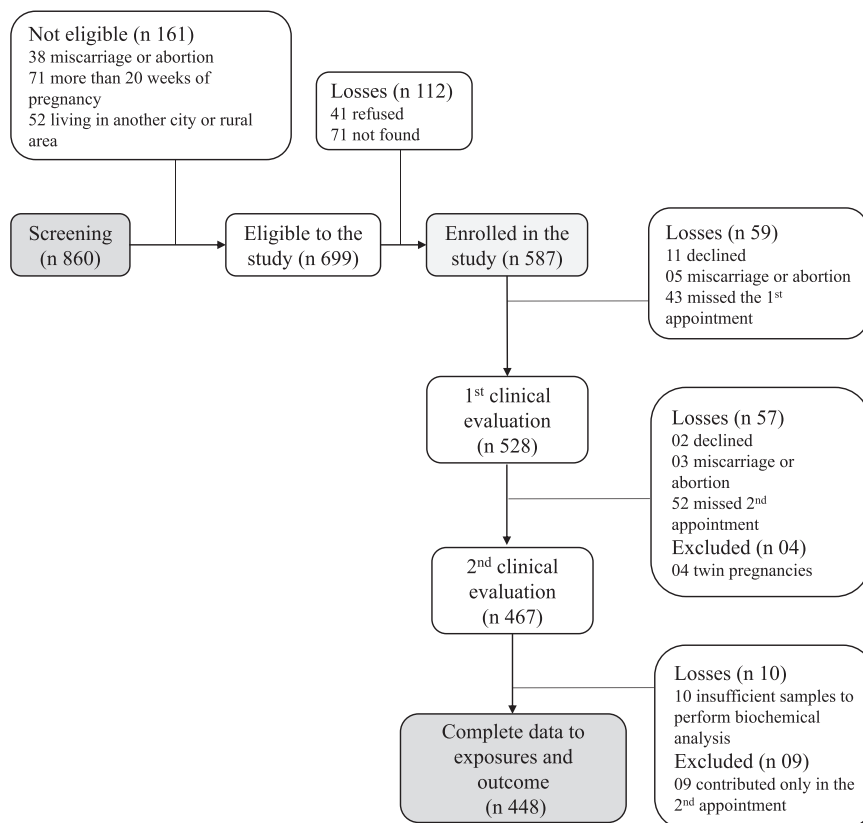 Not eligible (n 161)
38 miscarriage or abortion
71 more than 20 weeks of
pregnancy
52 living in another city or rural
area
Losses (n 112)
41 refused
71 not found
Screening
(n 860)
Eligible to the
study (n 699)
Enrolled in the
study (n 587)
Losses (n 59)
11 declined
05 miscarriage or abortion
43 missed the 1st
appointment
1st clinical
evaluation
(n 528)
Losses (n 57)
02 declined
03 miscarriage or
abortion
52 missed 2nd
appointment
Excluded (n 04)
04 twin pregnancies
2nd clinical
evaluation
(n 467)
Losses (n 10)
10 insufficient samples to
perform biochemical
analysis
Excluded (n 09)
09 contributed only in the
2nd appointment
Complete data to
exposures and
outcome
(n 448)